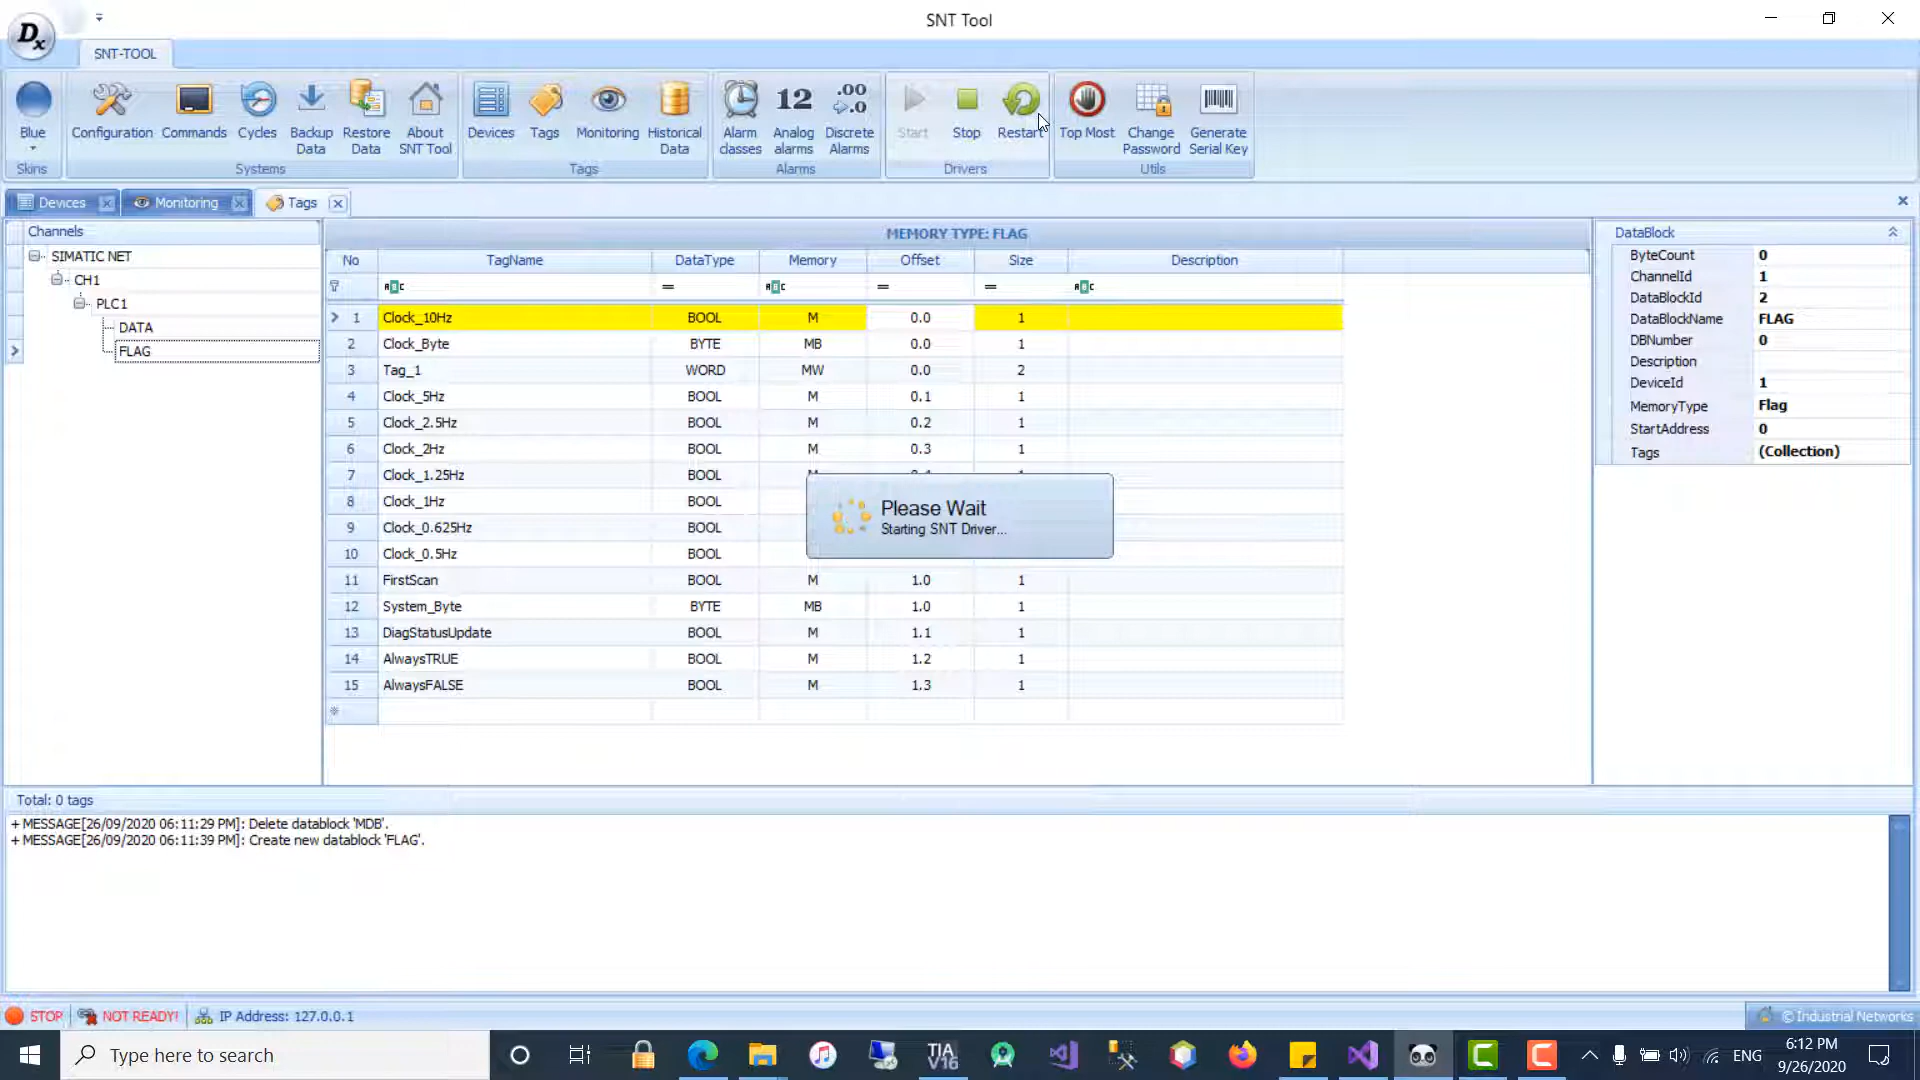 SNT Tool
Dx
SNT-TOOL
Blue
Configuration
Commands
Cycles
Backup Data
Restore Data
About SNT Tool
Devices
Tags
Monitoring
Historical Data
Alarm classes
12
Analog alarms
.00
.0
Discrete Alarms
Start
Stop
Restart
Top Most
Change Password
Generate Serial Key
Skins
Systems
Tags
Alarms
Drivers
Utils
Devices
Monitoring
Tags
Channels
SIMATIC NET
CH1
PLC1
DATA
FLAG
MEMORY TYPE: FLAG
No TagName DataType Memory Offset Size Description
ABC = ABC = = ABC
1 Clock_10Hz BOOL M 0.0 1
2 Clock_Byte BYTE MB 0.0 1
3 Tag_1 WORD MW 0.0 2
4 Clock_5Hz BOOL M 0.1 1
5 Clock_2.5Hz BOOL M 0.2 1
6 Clock_2Hz BOOL M 0.3 1
7 Clock_1.25Hz BOOL
8 Clock_1Hz BOOL
9 Clock_0.625Hz BOOL
10 Clock_0.5Hz BOOL
11 FirstScan BOOL M 1.0 1
12 System_Byte BYTE MB 1.0 1
13 DiagStatusUpdate BOOL M 1.1 1
14 AlwaysTRUE BOOL M 1.2 1
15 AlwaysFALSE BOOL M 1.3 1
Please Wait
Starting SNT Driver...
DataBlock
ByteCount 0
ChannelId 1
DataBlockId 2
DataBlockName FLAG
DBNumber 0
Description
DeviceId 1
MemoryType Flag
StartAddress 0
Tags (Collection)
Total: 0 tags
+ MESSAGE[26/09/2020 06:11:29 PM]: Delete datablock 'MDB'.
+ MESSAGE[26/09/2020 06:11:39 PM]: Create new datablock 'FLAG'.
STOP
NOT READY!
IP Address: 127.0.0.1
© Industrial Networks
Type here to search
TIA V16
ENG
6:12 PM
9/26/2020